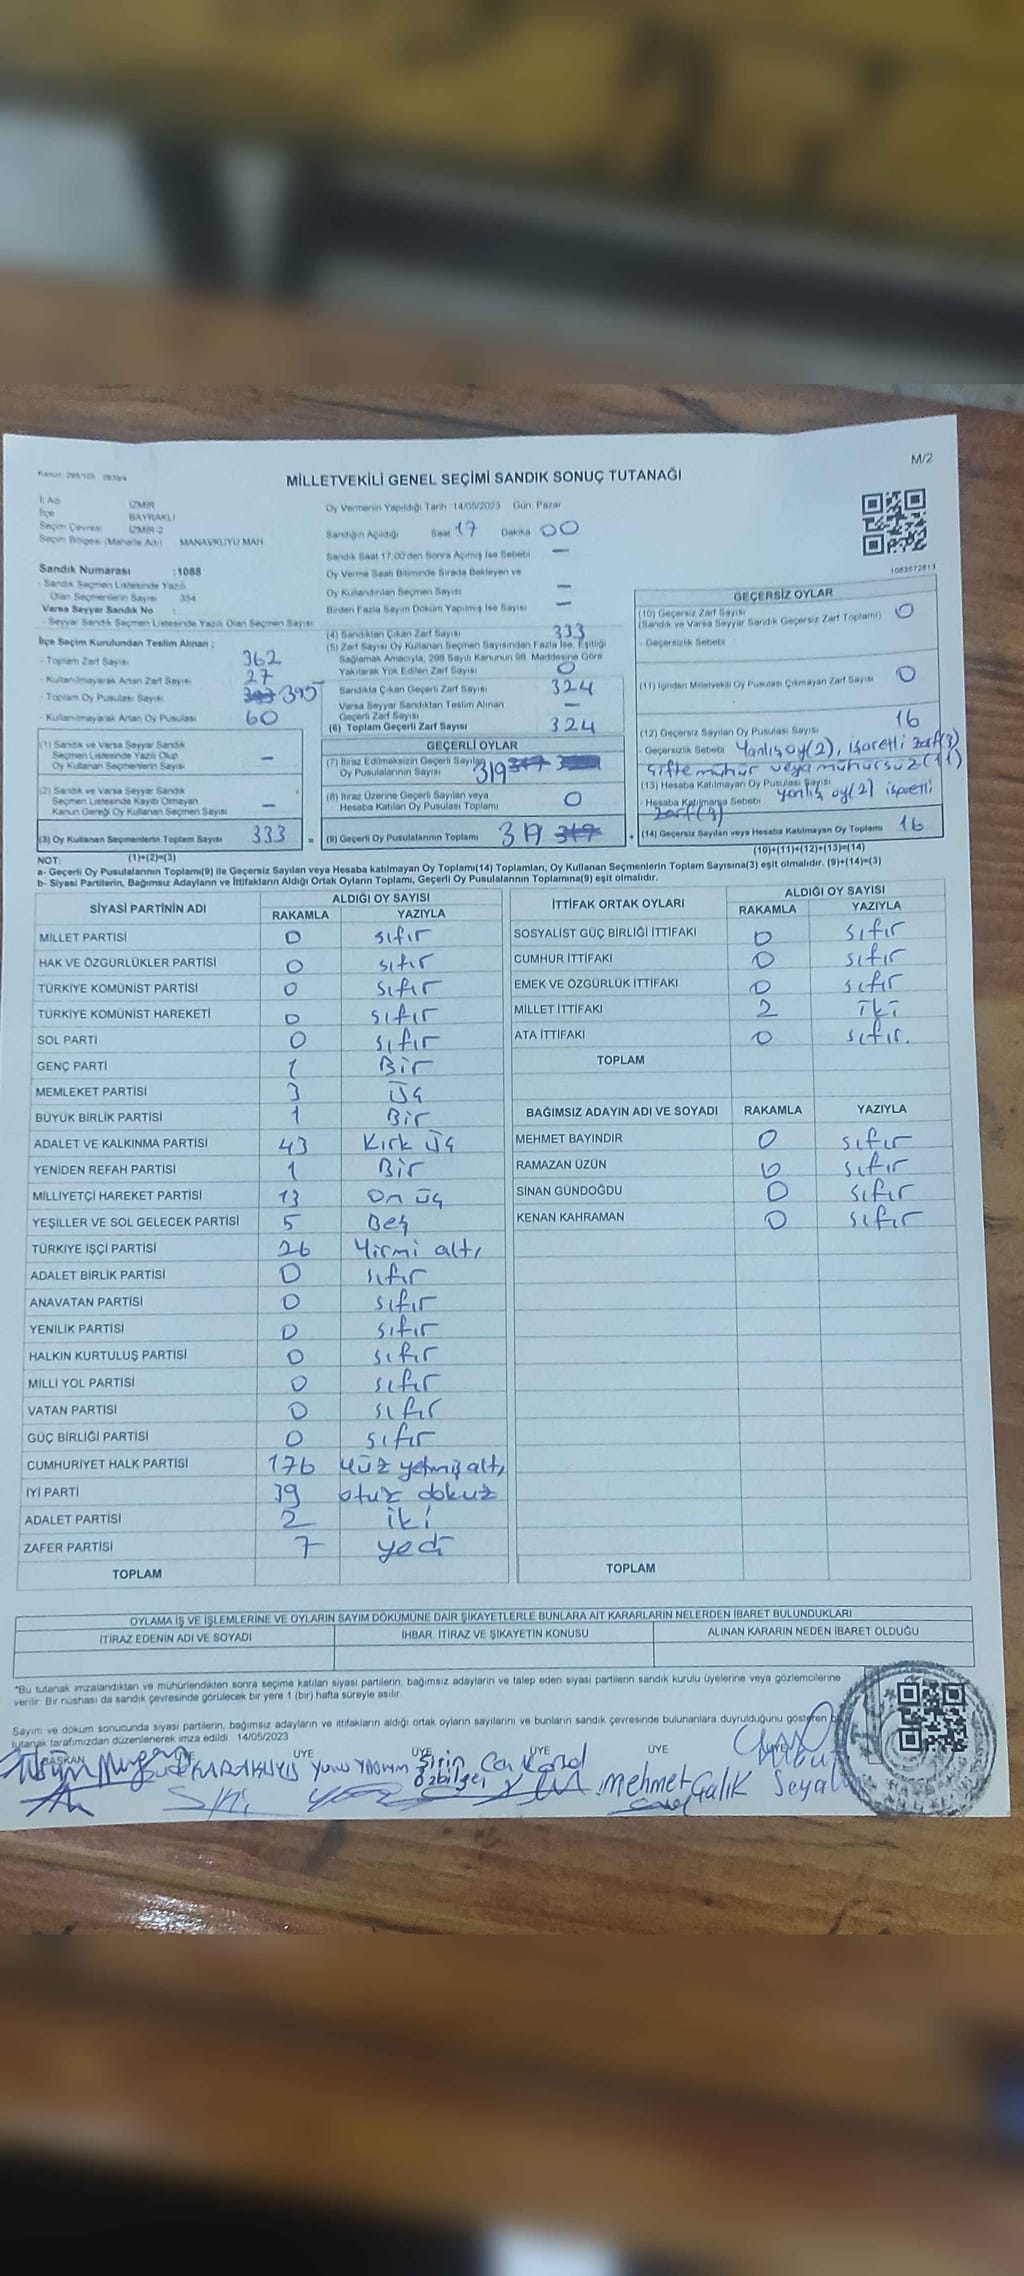 M/2
MİLLETVEKİLİ GENEL SEÇİMİ SANDIK SONUÇ TUTANAĞI
İl Adı İZMİR
İlçe BAYRAKLI
Seçim Çevresi İZMİR-2
Seçim Bölgesi (Mahalle Adı) MANAVKUYU MAH
Oy Vermenin Yapıldığı Tarih 14/05/2023 Gün: Pazar
Sandığın Açıldığı Saat 17 Dakika 00
Sandık Saat 17:00'den Sonra Açılmış İse Sebebi —
Oy Verme Saati Bitiminde Sırada Bekleyen ve
Oy Kullandırılan Seçmen Sayısı —
Birden Fazla Sayım Döküm Yapılmış İse Sayısı —
1083572813
Sandık Numarası :1088
- Sandık Seçmen Listesinde Yazılı
Olan Seçmenlerin Sayısı 354
Varsa Seyyar Sandık No :
- Seyyar Sandık Seçmen Listesinde Yazılı Olan Seçmen Sayısı
İlçe Seçim Kurulundan Teslim Alınan :
- Toplam Zarf Sayısı 362
- Kullanılmayarak Artan Zarf Sayısı 27
- Toplam Oy Pusulası Sayısı 395
- Kullanılmayarak Artan Oy Pusulası 60
(4) Sandıktan Çıkan Zarf Sayısı 333
(5) Zarf Sayısı Oy Kullanan Seçmen Sayısından Fazla İse, Eşitliği
Sağlamak Amacıyla, 298 Sayılı Kanunun 98. Maddesine Göre
Yakılarak Yok Edilen Zarf Sayısı 0
Sandıkta Çıkan Geçerli Zarf Sayısı 324
Varsa Seyyar Sandıktan Teslim Alınan
Geçerli Zarf Sayısı —
(6) Toplam Geçerli Zarf Sayısı 324
GEÇERSİZ OYLAR
(10) Geçersiz Zarf Sayısı 0
(Sandık ve Varsa Seyyar Sandık Geçersiz Zarf Toplamı)
- Geçersizlik Sebebi
(11) İçinden Milletvekili Oy Pusulası Çıkmayan Zarf Sayısı 0
(12) Geçersiz Sayılan Oy Pusulası Sayısı 16
- Geçersizlik Sebebi Yanlış oy(2), işaretli zarf(3)
Çifte mühür veya mühürsüz(11)
(13) Hesaba Katılmayan Oy Pusulası Sayısı
- Hesaba Katılmama Sebebi yanlış oy(2) işaretli
zarf(3)
(14) Geçersiz Sayılan veya Hesaba Katılmayan Oy Toplamı 16
(10)+(11)+(12)+(13)=(14)
(1) Sandık ve Varsa Seyyar Sandık
Seçmen Listesinde Yazılı Olup
Oy Kullanan Seçmenlerin Sayısı —
(2) Sandık ve Varsa Seyyar Sandık
Seçmen Listesinde Kayıtlı Olmayan
Kanun Gereği Oy Kullanan Seçmen Sayısı —
(3) Oy Kullanan Seçmenlerin Toplam Sayısı 333 =
GEÇERLİ OYLAR
(7) İtiraz Edilmeksizin Geçerli Sayılan
Oy Pusulalarının Sayısı 319
(8) İtiraz Üzerine Geçerli Sayılan veya
Hesaba Katılan Oy Pusulası Toplamı 0
(9) Geçerli Oy Pusulalarının Toplamı 319 +
NOT: (1)+(2)=(3)
a- Geçerli Oy Pusulalarının Toplamı(9) ile Geçersiz Sayılan veya Hesaba katılmayan Oy Toplamı(14) Toplamları, Oy Kullanan Seçmenlerin Toplam Sayısına(3) eşit olmalıdır. (9)+(14)=(3)
b- Siyasi Partilerin, Bağımsız Adayların ve İttifakların Aldığı Ortak Oyların Toplamı, Geçerli Oy Pusulalarının Toplamına(9) eşit olmalıdır.
SİYASİ PARTİNİN ADI ALDIĞI OY SAYISI
RAKAMLA YAZIYLA
MİLLET PARTİSİ 0 sıfır
HAK VE ÖZGÜRLÜKLER PARTİSİ 0 sıfır
TÜRKİYE KOMÜNİST PARTİSİ 0 sıfır
TÜRKİYE KOMÜNİST HAREKETİ 0 sıfır
SOL PARTİ 0 sıfır
GENÇ PARTİ 1 Bir
MEMLEKET PARTİSİ 3 Üç
BÜYÜK BİRLİK PARTİSİ 1 Bir
ADALET VE KALKINMA PARTİSİ 43 Kırk üç
YENİDEN REFAH PARTİSİ 1 Bir
MİLLİYETÇİ HAREKET PARTİSİ 13 On üç
YEŞİLLER VE SOL GELECEK PARTİSİ 5 Beş
TÜRKİYE İŞÇİ PARTİSİ 26 Yirmi altı
ADALET BİRLİK PARTİSİ 0 sıfır
ANAVATAN PARTİSİ 0 sıfır
YENİLİK PARTİSİ 0 sıfır
HALKIN KURTULUŞ PARTİSİ 0 sıfır
MİLLİ YOL PARTİSİ 0 sıfır
VATAN PARTİSİ 0 sıfır
GÜÇ BİRLİĞİ PARTİSİ 0 sıfır
CUMHURİYET HALK PARTİSİ 176 Yüz yetmiş altı
İYİ PARTİ 39 otuz dokuz
ADALET PARTİSİ 2 iki
ZAFER PARTİSİ 7 yedi
TOPLAM
İTTİFAK ORTAK OYLARI ALDIĞI OY SAYISI
RAKAMLA YAZIYLA
SOSYALİST GÜÇ BİRLİĞİ İTTİFAKI 0 sıfır
CUMHUR İTTİFAKI 0 sıfır
EMEK VE ÖZGÜRLÜK İTTİFAKI 0 sıfır
MİLLET İTTİFAKI 2 İki
ATA İTTİFAKI 0 sıfır.
TOPLAM
BAĞIMSIZ ADAYIN ADI VE SOYADI RAKAMLA YAZIYLA
MEHMET BAYINDIR 0 sıfır
RAMAZAN UZÜN 0 sıfır
SİNAN GÜNDOĞDU 0 sıfır
KENAN KAHRAMAN 0 sıfır
TOPLAM
OYLAMA İŞ VE İŞLEMLERİNE VE OYLARIN SAYIM DÖKÜMÜNE DAİR ŞİKAYETLERLE BUNLARA AİT KARARLARIN NELERDEN İBARET BULUNDUKLARI
İTİRAZ EDENİN ADI VE SOYADI İHBAR, İTİRAZ VE ŞİKAYETİN KONUSU ALINAN KARARIN NEDEN İBARET OLDUĞU
*Bu tutanak imzalandıktan ve mühürlendikten sonra seçime katılan siyasi partilerin, bağımsız adayların ve talep eden siyasi partilerin sandık kurulu üyelerine veya gözlemcilerine
verilir. Bir nüshası da sandık çevresinde görülecek bir yere 1 (bir) hafta süreyle asılır.
Sayım ve döküm sonucunda siyasi partilerin, bağımsız adayların ve ittifakların aldığı ortak oyların sayılarını ve bunların sandık çevresinde bulunanlara duyrulduğunu gösteren
tutanak tarafımızdan düzenlenerek imza edildi. 14/05/2023
BAŞKAN ÜYE ÜYE ÜYE ÜYE
Şirin Can
Özbilgeç Mehmet Çalık